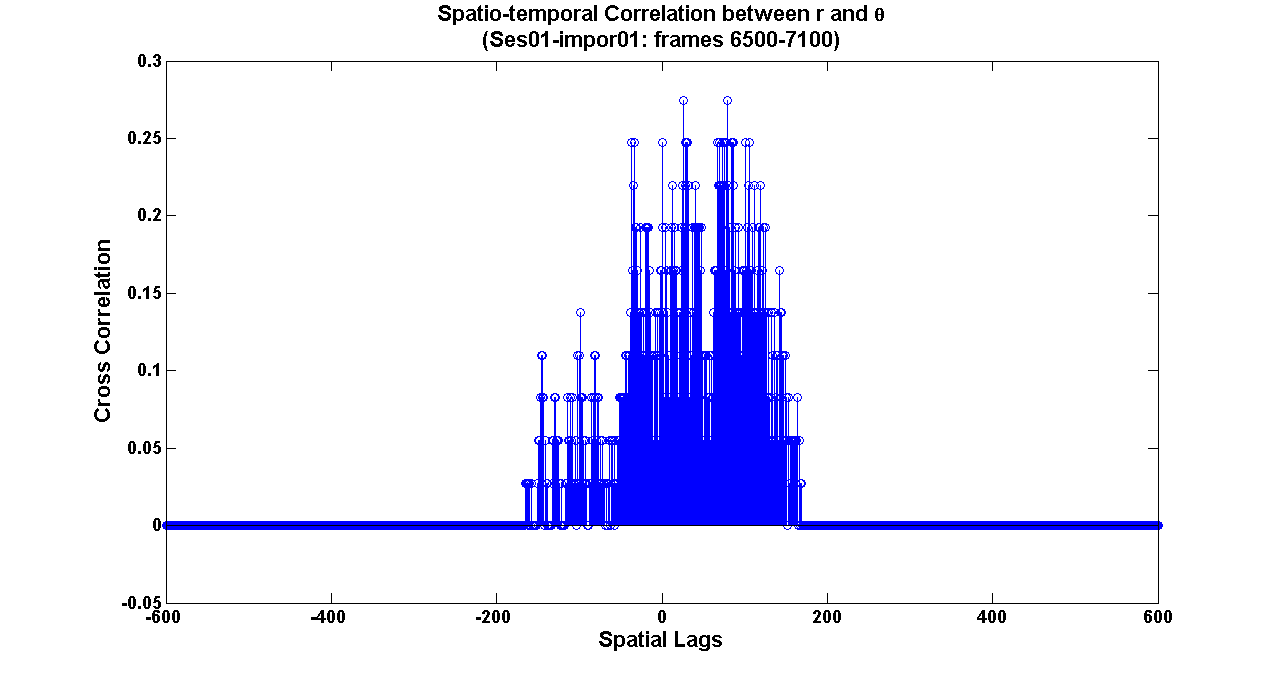 Spatio-temporal Correlation between r and θ
(Ses01-impor01: frames 6500-7100)
0.3
0.25
0.2
0.15
0.1
0.05
0
-0.05
Cross Correlation
-600 -400 -200 0 200 400 600
Spatial Lags